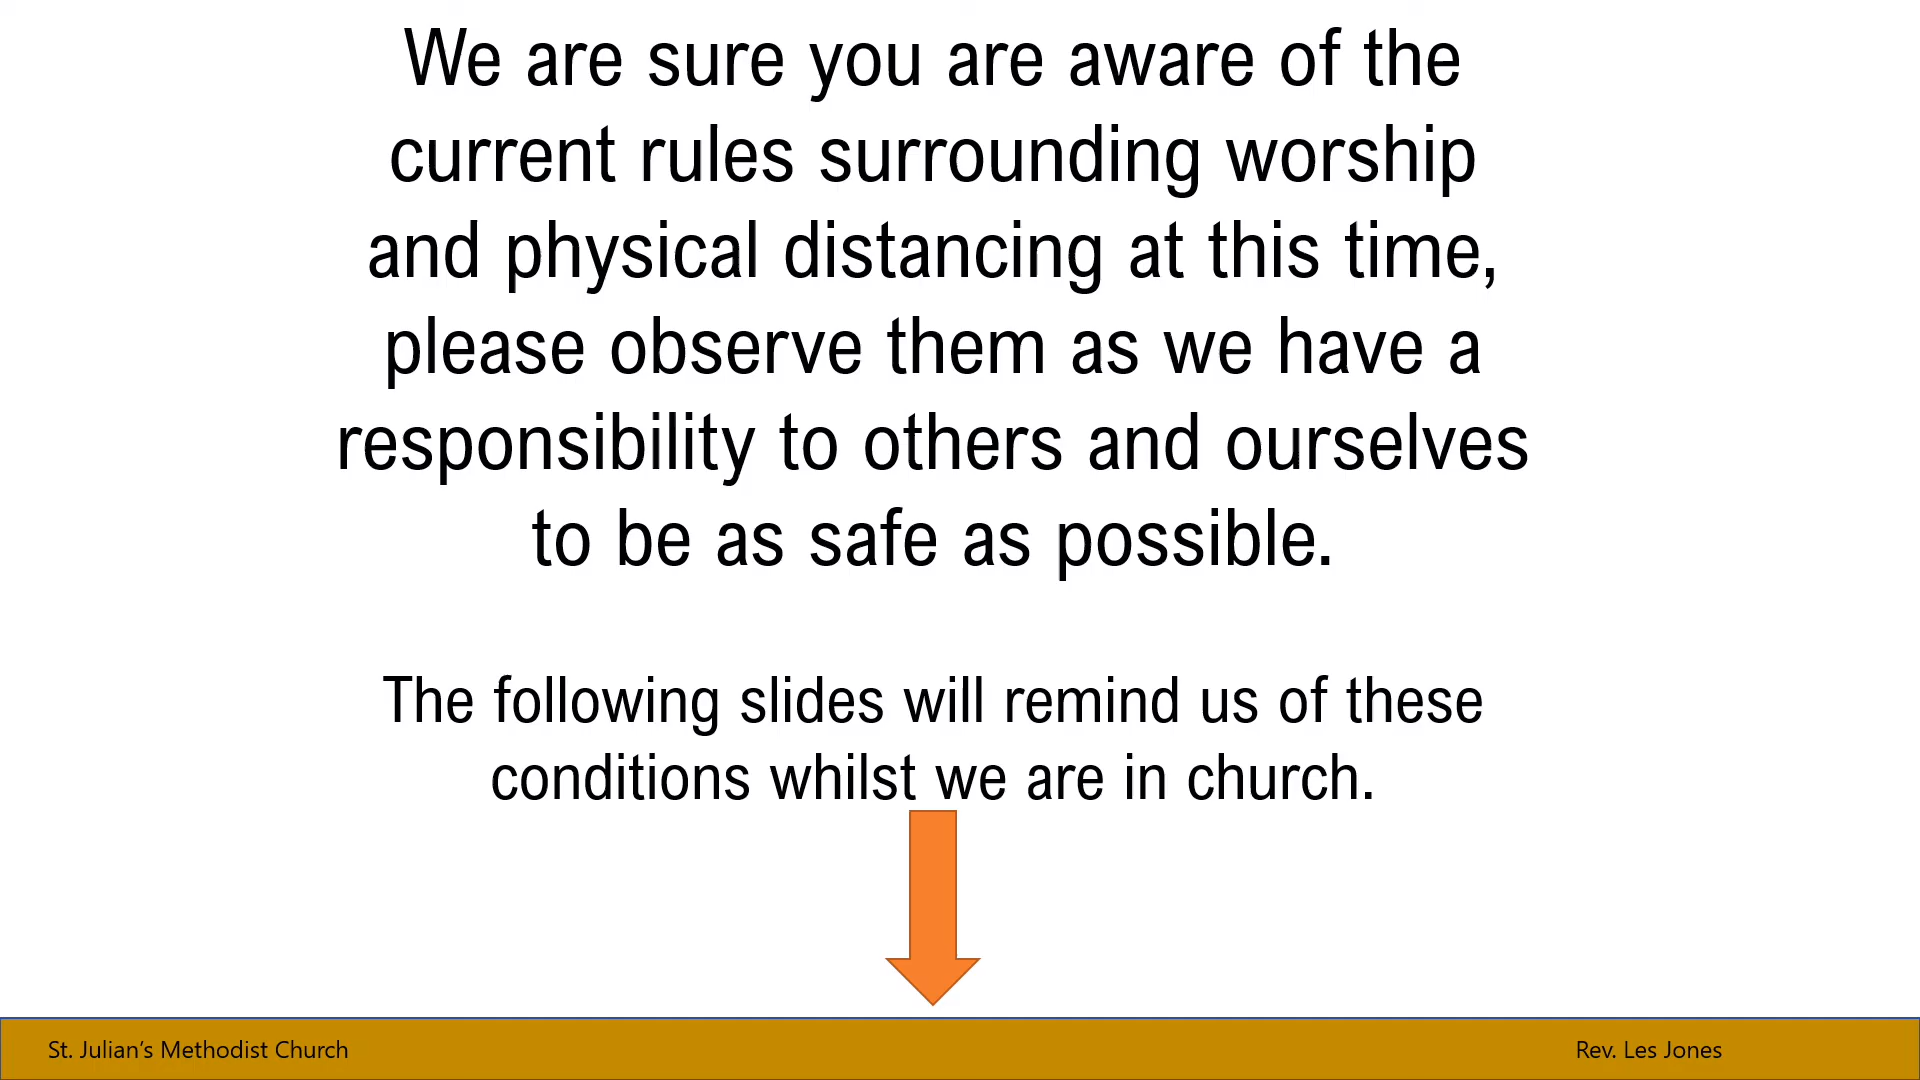 We are sure you are aware of the
current rules surrounding worship
and physical distancing at this time,
please observe them as we have a
responsibility to others and ourselves
to be as safe as possible.
The following slides will remind us of these
conditions whilst we are in church.
St. Julian’s Methodist Church
Rev. Les Jones